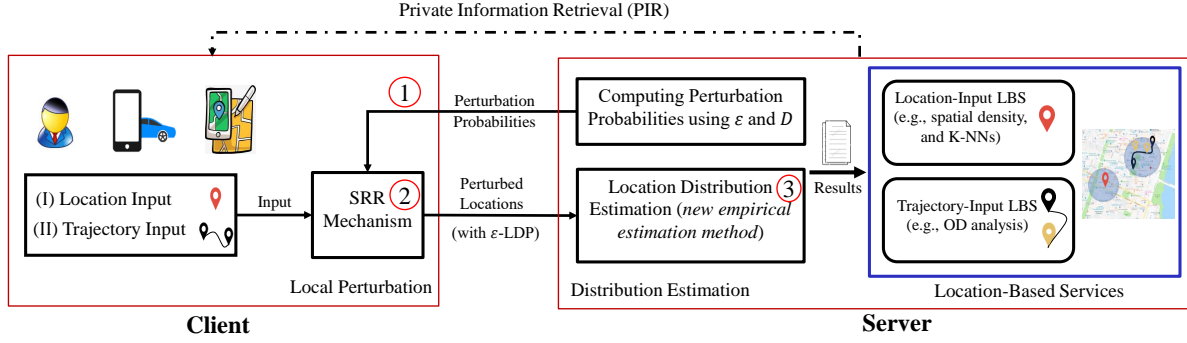 Private Information Retrieval (PIR)
1
Perturbation
Probabilities
Computing Perturbation
Probabilities using ε and D
Location-Input LBS
(e.g., spatial density,
and K-NNs)
(I) Location Input
(II) Trajectory Input
Input
SRR
Mechanism
2
Perturbed
Locations
(with ε-LDP)
Location Distribution
Estimation (new empirical
estimation method)
3
Results
Trajectory-Input LBS
(e.g., OD analysis)
Local Perturbation
Distribution Estimation
Location-Based Services
Client
Server